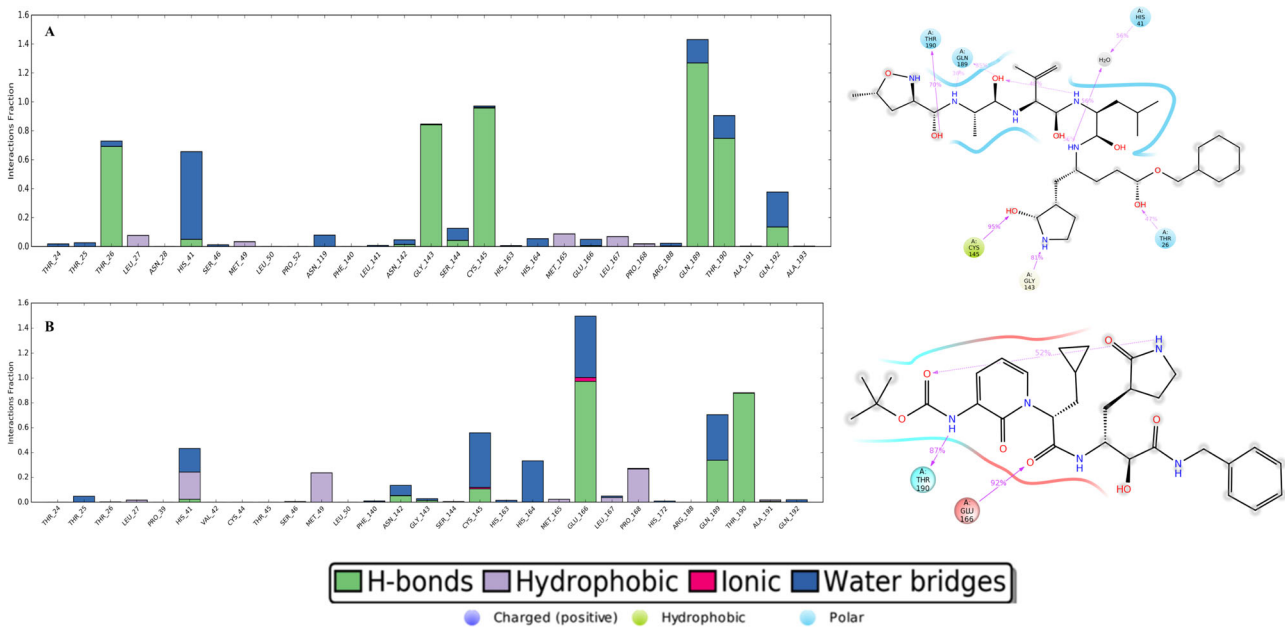 A
Interactions Fraction
1.6
1.4
1.2
1.0
0.8
0.6
0.4
0.2
0.0
THR_24
THR_25
THR_26
LEU_27
ASN_28
HIS_41
SER_46
MET_49
LEU_50
PRO_52
ASN_119
PHE_140
LEU_141
ASN_142
GLY_143
SER_144
CYS_145
HIS_163
HIS_164
MET_165
GLU_166
LEU_167
PRO_168
ARG_188
GLN_189
THR_190
ALA_191
GLN_192
ALA_193
A:
THR
190
A:
GLN
189
A:
HIS
41
56%
H₂O
70%
O
NH
OH
H
N
OH
N
H
OH
H
N
56%
OH
HN
O
OH
47%
A:
THR
26
HO
95%
A:
CYS
145
N
H
81%
A:
GLY
143
B
Interactions Fraction
1.6
1.4
1.2
1.0
0.8
0.6
0.4
0.2
0.0
THR_24
THR_25
THR_26
LEU_27
PRO_39
HIS_41
VAL_42
CYS_44
THR_45
SER_46
MET_49
LEU_50
PHE_140
ASN_142
GLY_143
SER_144
CYS_145
HIS_163
HIS_164
MET_165
GLU_166
LEU_167
PRO_168
HIS_172
ARG_188
GLN_189
THR_190
ALA_191
GLN_192
H
N
O
52%
O
O
N
H
N
O
O
N
H
O
OH
N
H
87%
A:
THR
190
92%
A:
GLU
166
H-bonds
Hydrophobic
Ionic
Water bridges
Charged (positive)
Hydrophobic
Polar